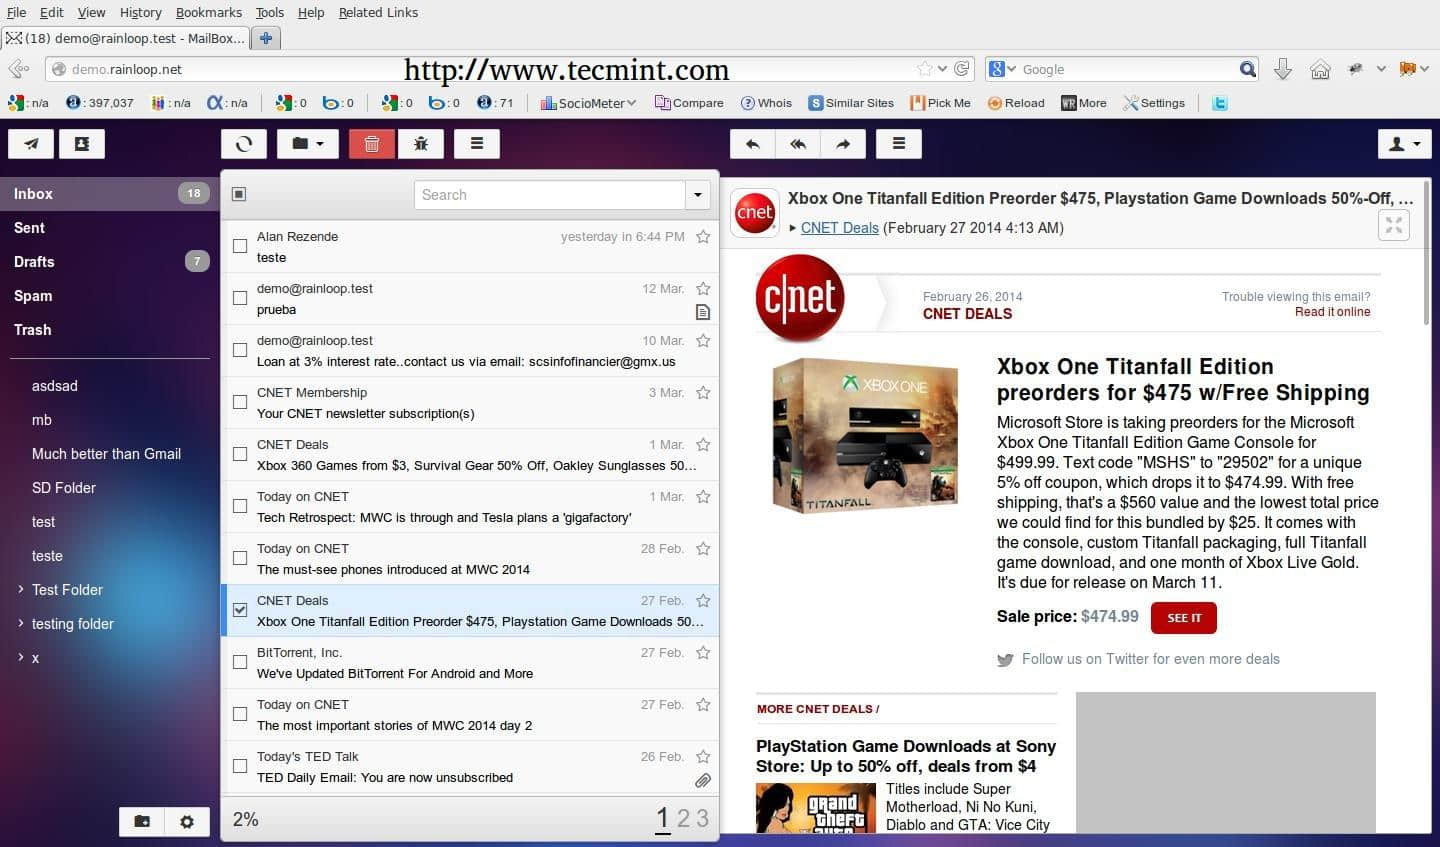 File Edit View History Bookmarks Tools Help Related Links
(18) demo@rainloop.test - MailBox...
demo.rainloop.net
http://www.tecmint.com
Google
: n/a : 397,037 : n/a : n/a : 0 : 0 : 0 : 0 : 71 SocioMeter Compare Whois Similar Sites Pick Me Reload More Settings
Inbox 18
Sent
Drafts 7
Spam
Trash
asdsad
mb
Much better than Gmail
SD Folder
test
teste
Test Folder
testing folder
x
Search
Alan Rezende yesterday in 6:44 PM
teste
demo@rainloop.test 12 Mar.
prueba
demo@rainloop.test 10 Mar.
Loan at 3% interest rate..contact us via email: scsinfofinancier@gmx.us
CNET Membership 3 Mar.
Your CNET newsletter subscription(s)
CNET Deals 1 Mar.
Xbox 360 Games from $3, Survival Gear 50% Off, Oakley Sunglasses 50...
Today on CNET 1 Mar.
Tech Retrospect: MWC is through and Tesla plans a 'gigafactory'
Today on CNET 28 Feb.
The must-see phones introduced at MWC 2014
CNET Deals 27 Feb.
Xbox One Titanfall Edition Preorder $475, Playstation Game Downloads 50...
BitTorrent, Inc. 27 Feb.
We've Updated BitTorrent For Android and More
Today on CNET 27 Feb.
The most important stories of MWC 2014 day 2
Today's TED Talk 26 Feb.
TED Daily Email: You are now unsubscribed
2% 1 2 3
cnet
Xbox One Titanfall Edition Preorder $475, Playstation Game Downloads 50%-Off, ...
CNET Deals (February 27 2014 4:13 AM)
c|net
February 26, 2014
CNET DEALS
Trouble viewing this email?
Read it online
XBOX ONE
TITANFALL
Xbox One Titanfall Edition
preorders for $475 w/Free Shipping
Microsoft Store is taking preorders for the Microsoft
Xbox One Titanfall Edition Game Console for
$499.99. Text code "MSHS" to "29502" for a unique
5% off coupon, which drops it to $474.99. With free
shipping, that's a $560 value and the lowest total price
we could find for this bundled by $25. It comes with
the console, custom Titanfall packaging, full Titanfall
game download, and one month of Xbox Live Gold.
It's due for release on March 11.
Sale price: $474.99 SEE IT
Follow us on Twitter for even more deals
MORE CNET DEALS /
PlayStation Game Downloads at Sony
Store: Up to 50% off, deals from $4
grand
theft
auto
Titles include Super
Motherload, Ni No Kuni,
Diablo and GTA: Vice City